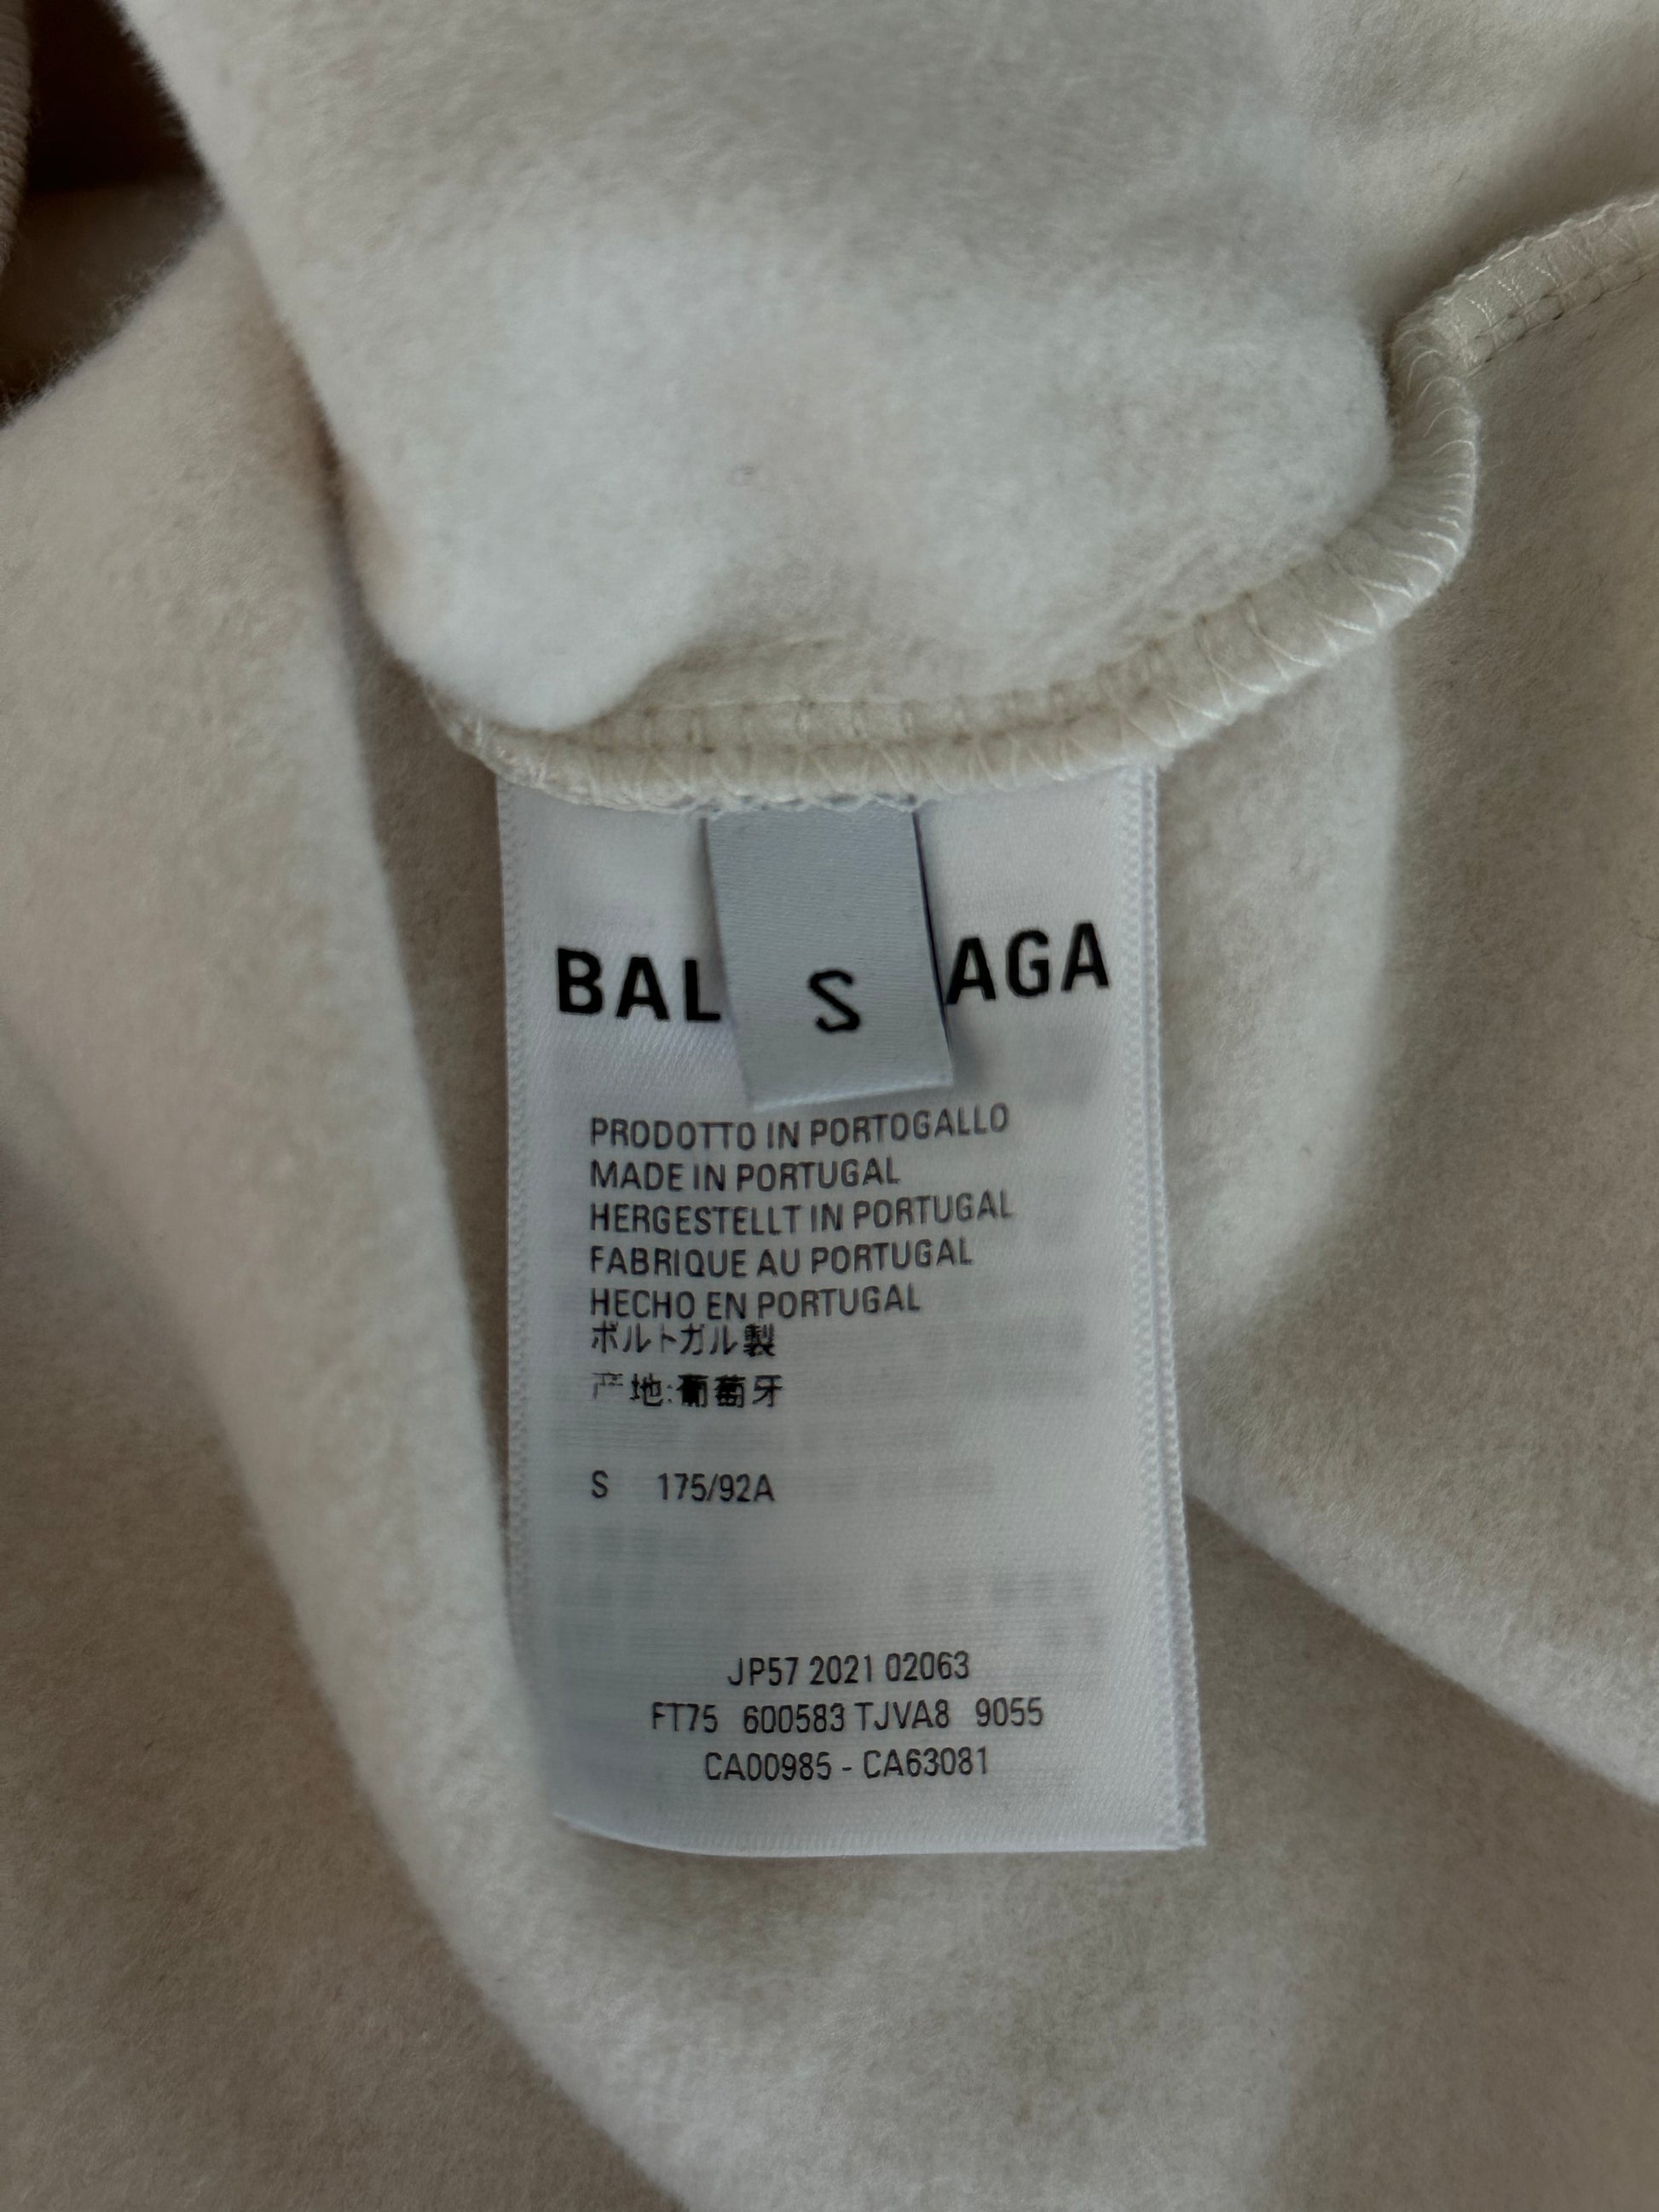 BAL S AGA
PRODOTTO IN PORTOGALLO
MADE IN PORTUGAL
HERGESTELLT IN PORTUGAL
FABRIQUE AU PORTUGAL
HECHO EN PORTUGAL
ポルトガル製
产地:葡萄牙
S 175/92A
JP57 2021 02063
FT75 600583 TJVA8 9055
CA00985 - CA63081